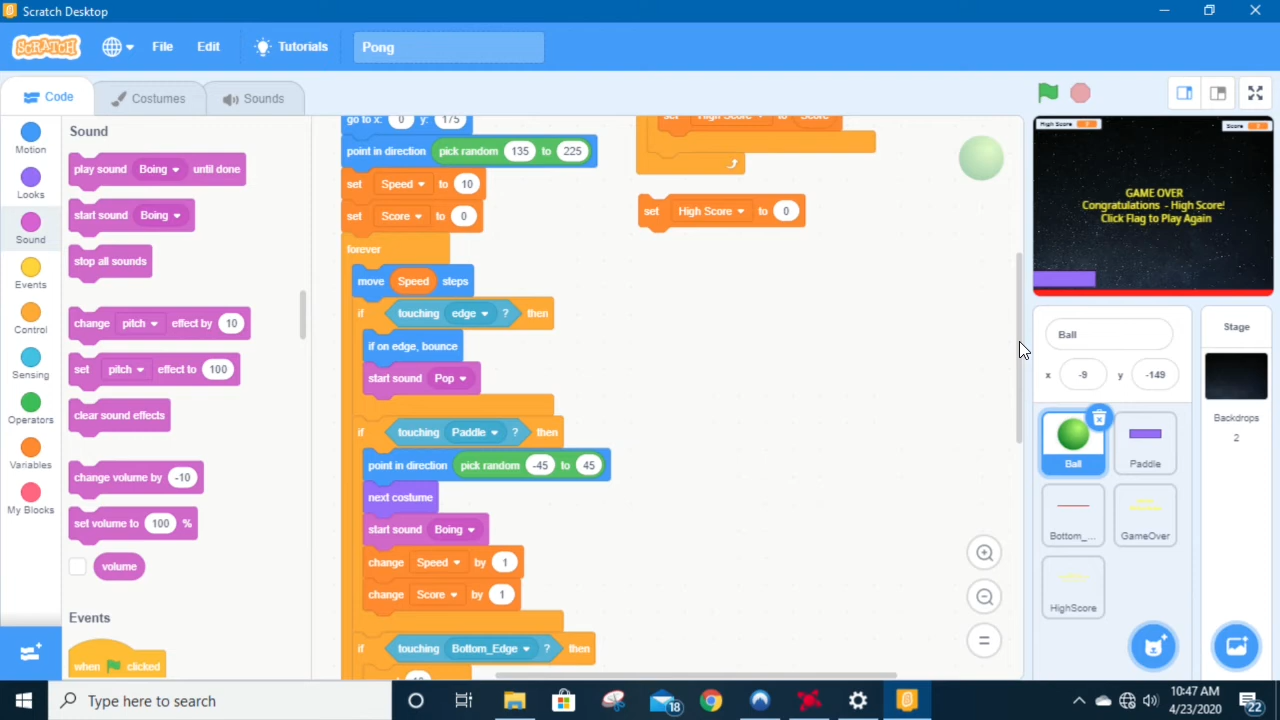 Scratch Desktop
SCRATCH File Edit Tutorials Pong
Code Costumes Sounds
Motion
Looks
Sound
Events
Control
Sensing
Operators
Variables
My Blocks
Sound
play sound Boing until done
start sound Boing
stop all sounds
change pitch effect by 10
set pitch effect to 100
clear sound effects
change volume by -10
set volume to 100 %
volume
Events
when clicked
go to x: 0 y: 175
point in direction pick random 135 to 225
set Speed to 10
set Score to 0
forever
move Speed steps
if touching edge ? then
if on edge, bounce
start sound Pop
if touching Paddle ? then
point in direction pick random -45 to 45
next costume
start sound Boing
change Speed by 1
change Score by 1
if touching Bottom_Edge ? then
set High Score to Score
set High Score to 0
High Score
Score
GAME OVER
Congratulations - High Score!
Click Flag to Play Again
Ball
x -9 y -149
Ball
Paddle
Bottom_...
GameOver
HighScore
Stage
Backdrops
2
Type here to search
18
10:47 AM
4/23/2020
22